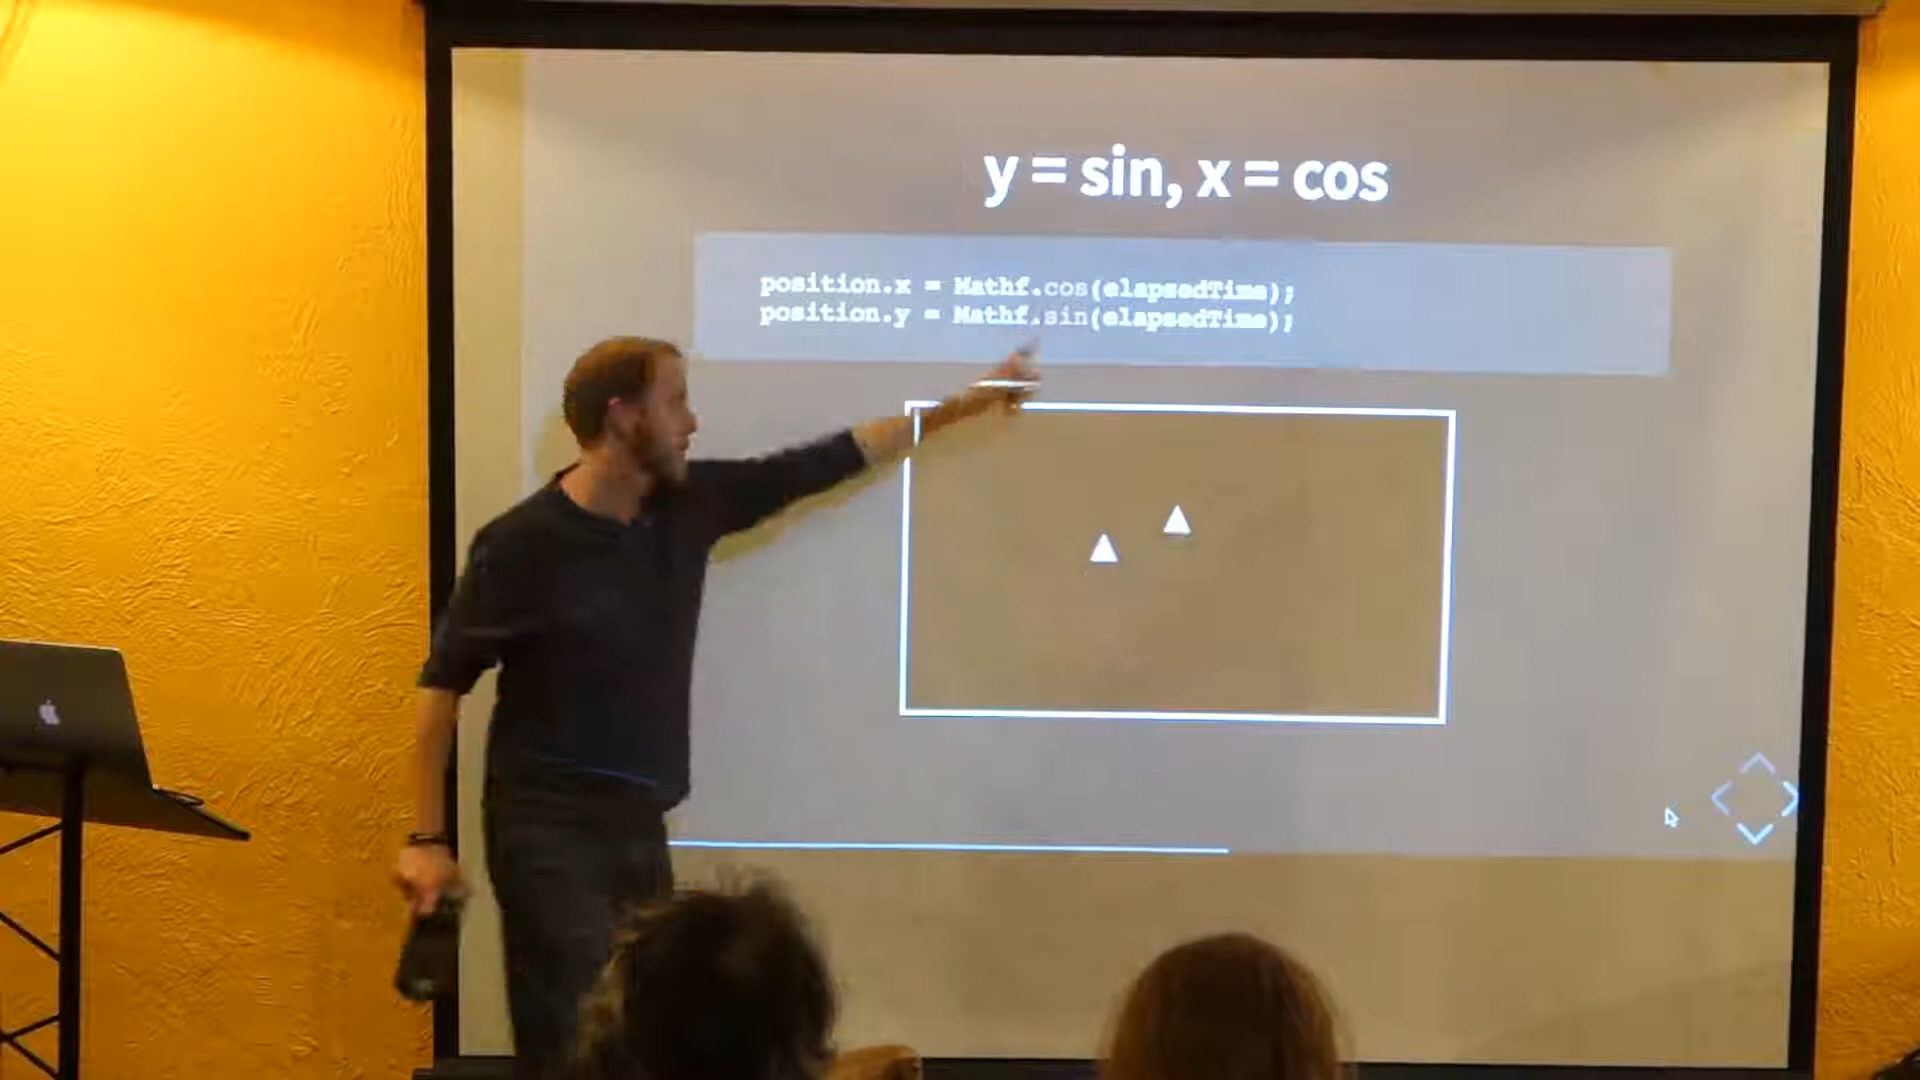 y = sin, x = cos
position.x = Mathf.cos(elapsedTime);
position.y = Mathf.sin(elapsedTime);